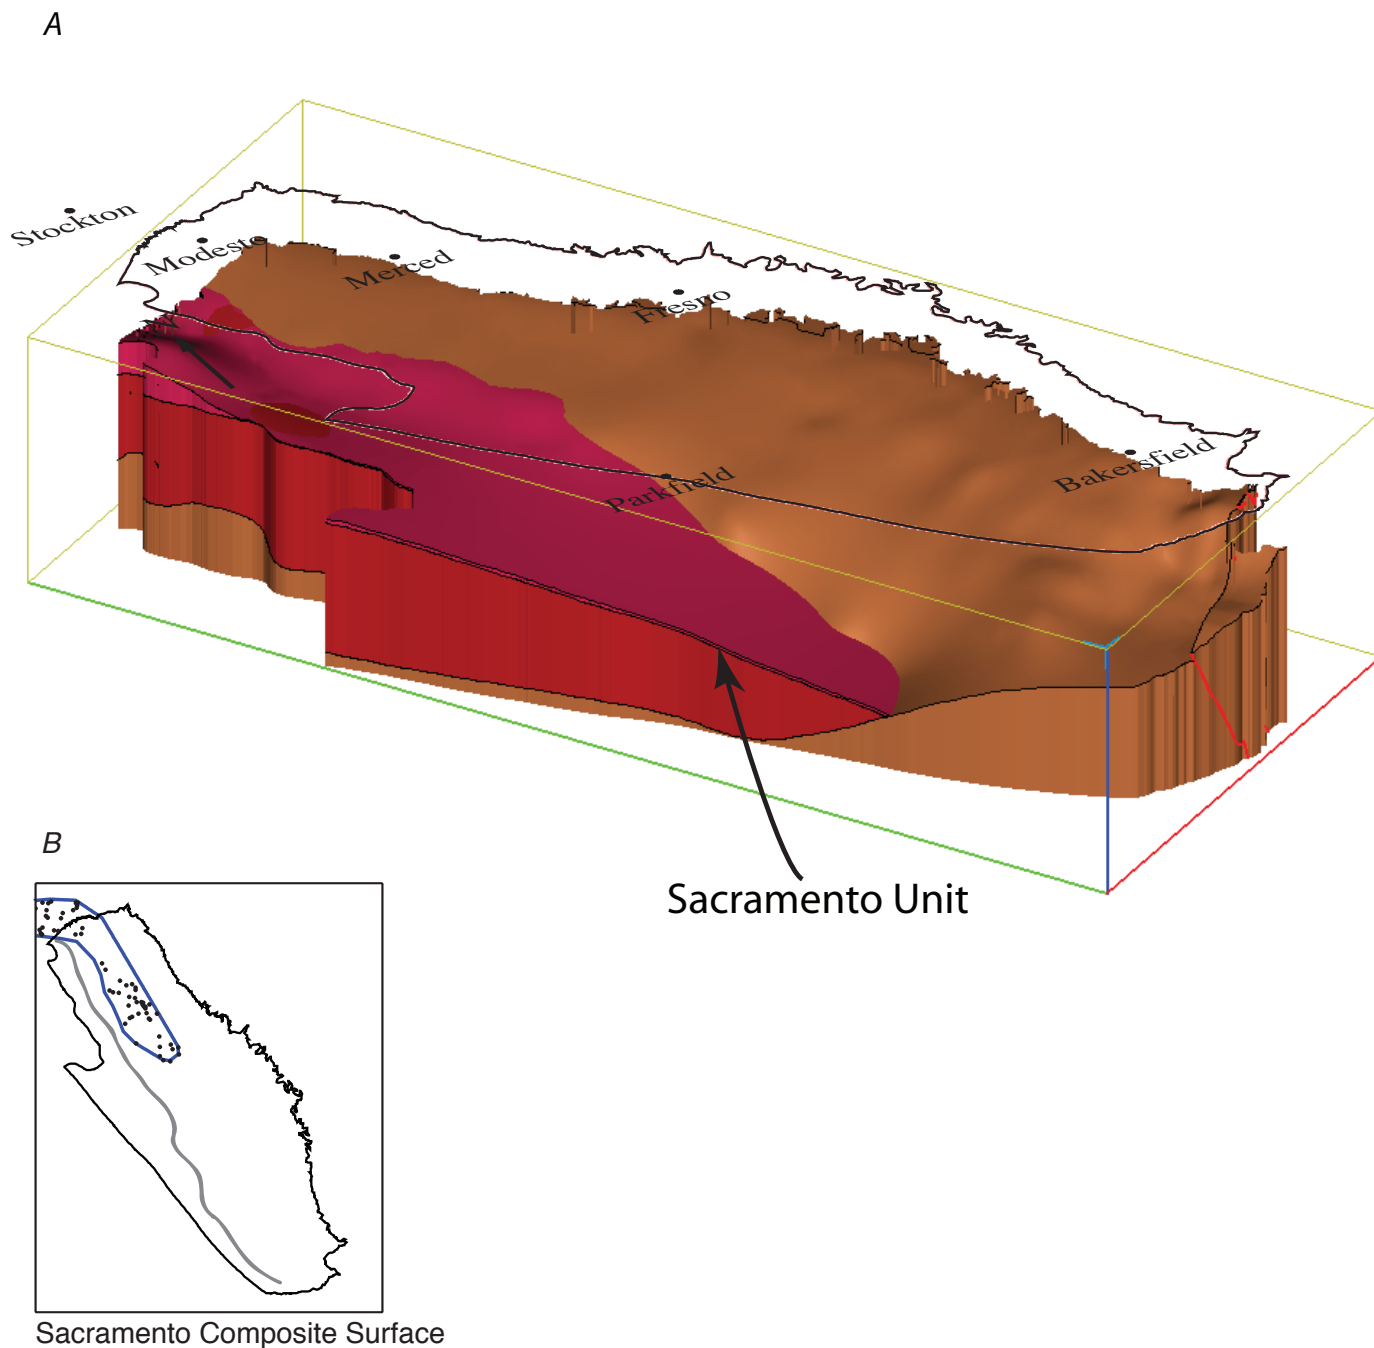 A
Stockton
Modesto
Merced
Fresno
N
Parkfield
Bakersfield
Sacramento Unit
B
Sacramento Composite Surface